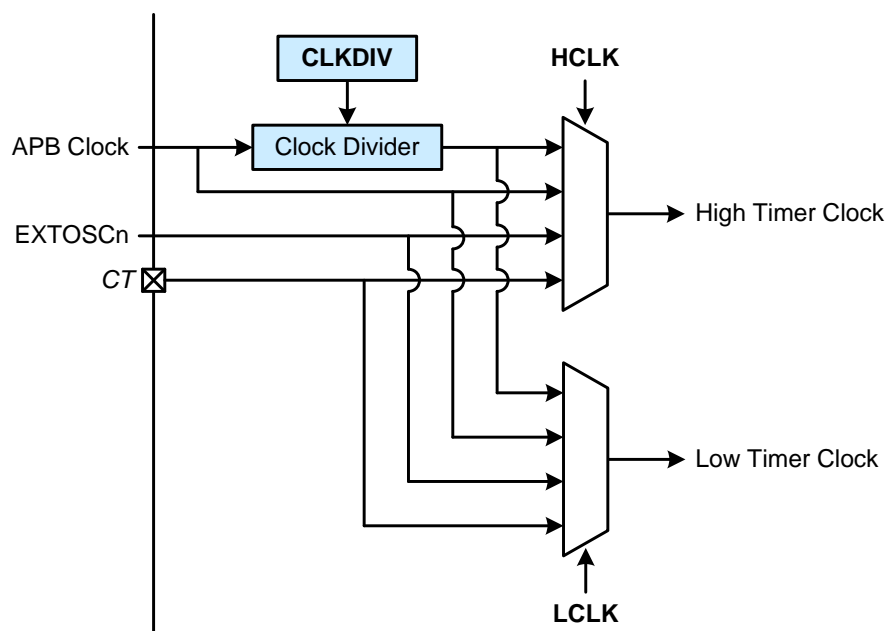 CLKDIV
HCLK
APB Clock
Clock Divider
High Timer Clock
EXTOSCn
CT
Low Timer Clock
LCLK